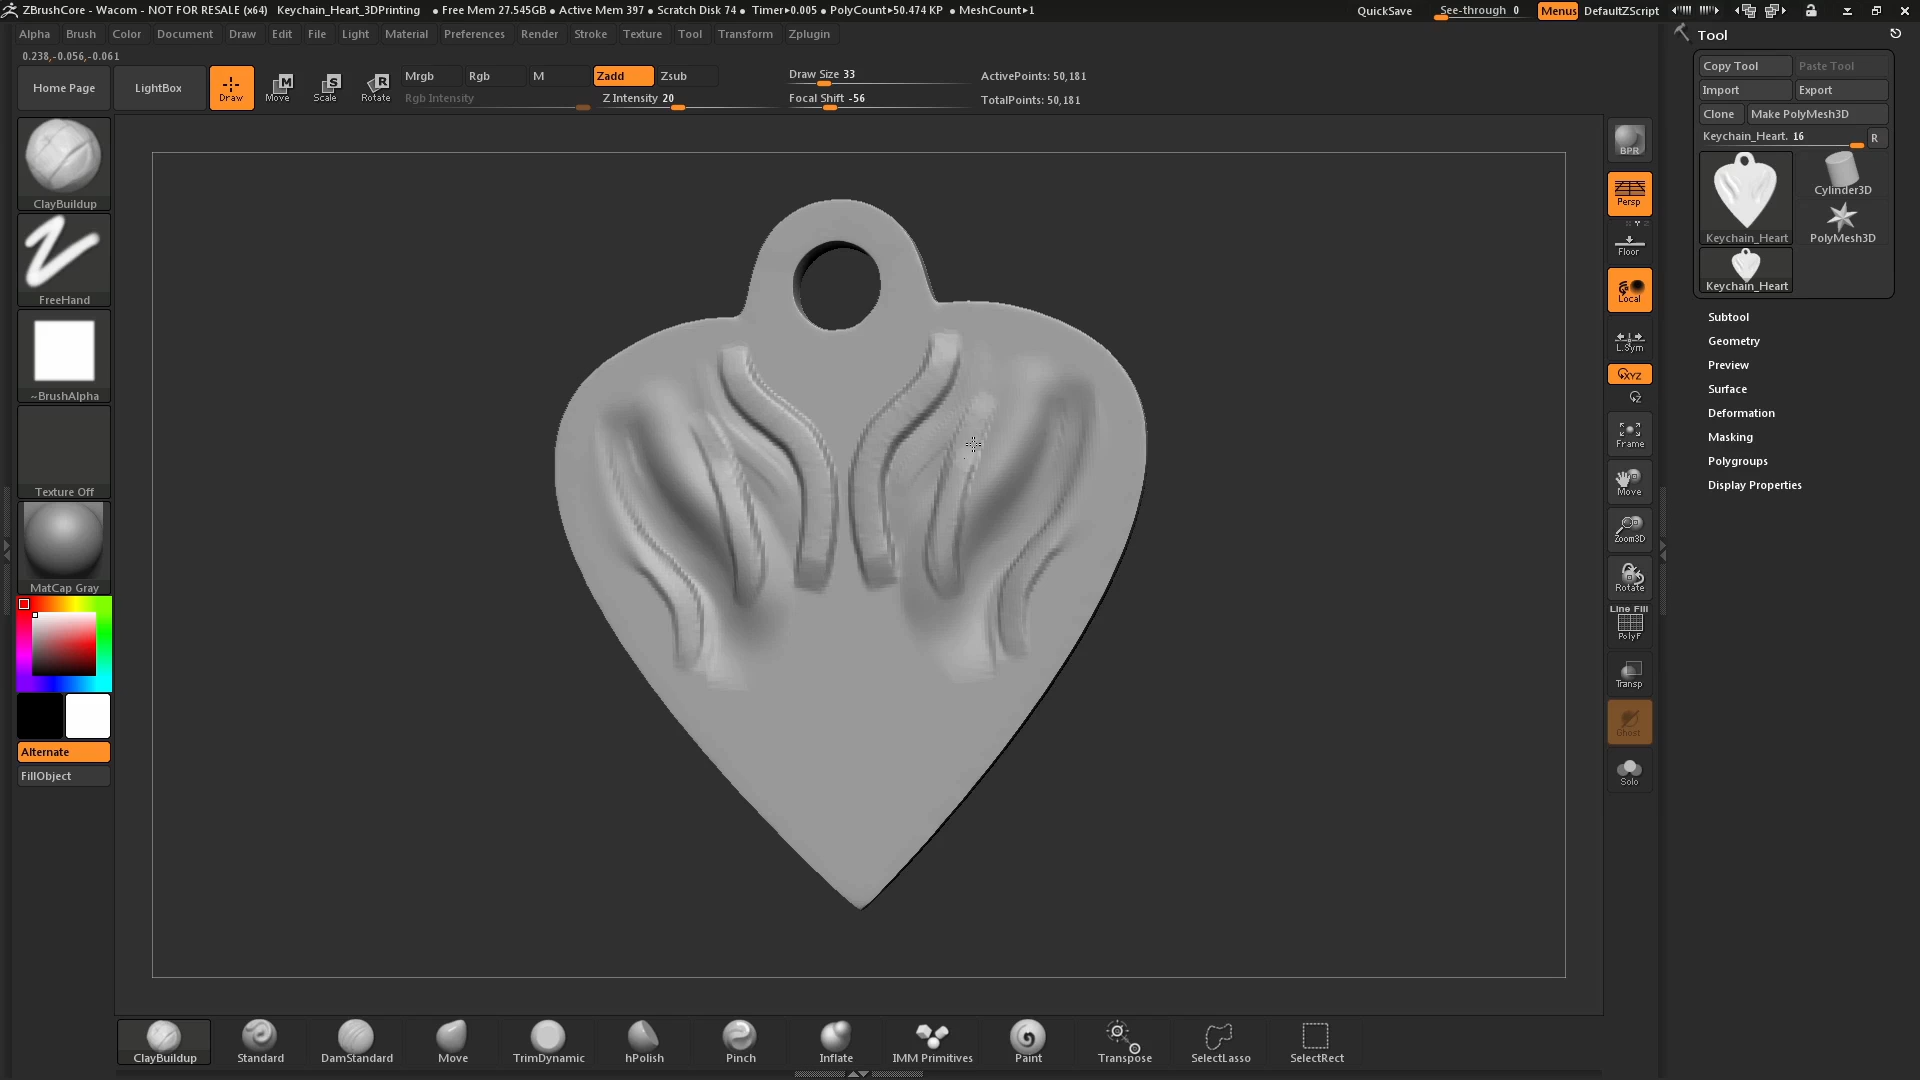 ZBrushCore - Wacom - NOT FOR RESALE (x64) Keychain_Heart_3DPrinting ● Free Mem 27.545GB ● Active Mem 397 ● Scratch Disk 74 ● Timer▸0.005 ● PolyCount▸50.474 KP ● MeshCount▸1 QuickSave See-through 0 Menus DefaultZScript
Alpha Brush Color Document Draw Edit File Light Material Preferences Render Stroke Texture Tool Transform Zplugin
0.238,-0.056,-0.061
Home Page
LightBox
Draw
M
Move
S
Scale
R
Rotate
Mrgb Rgb M Zadd Zsub
Rgb Intensity Z Intensity 20
Draw Size 33
Focal Shift -56
ActivePoints: 50,181
TotalPoints: 50,181
ClayBuildup
FreeHand
~BrushAlpha
Texture Off
MatCap Gray
Alternate
FillObject
BPR
Persp
Floor
Local
L.Sym
XYZ
Z
Frame
Move
Zoom3D
Rotate
Line Fill
PolyF
Transp
Ghost
Solo
Tool
Copy Tool Paste Tool
Import Export
Clone Make PolyMesh3D
Keychain_Heart. 16 R
Cylinder3D
Keychain_Heart PolyMesh3D
Keychain_Heart
Subtool
Geometry
Preview
Surface
Deformation
Masking
Polygroups
Display Properties
ClayBuildup Standard DamStandard Move TrimDynamic hPolish Pinch Inflate IMM Primitives Paint Transpose SelectLasso SelectRect